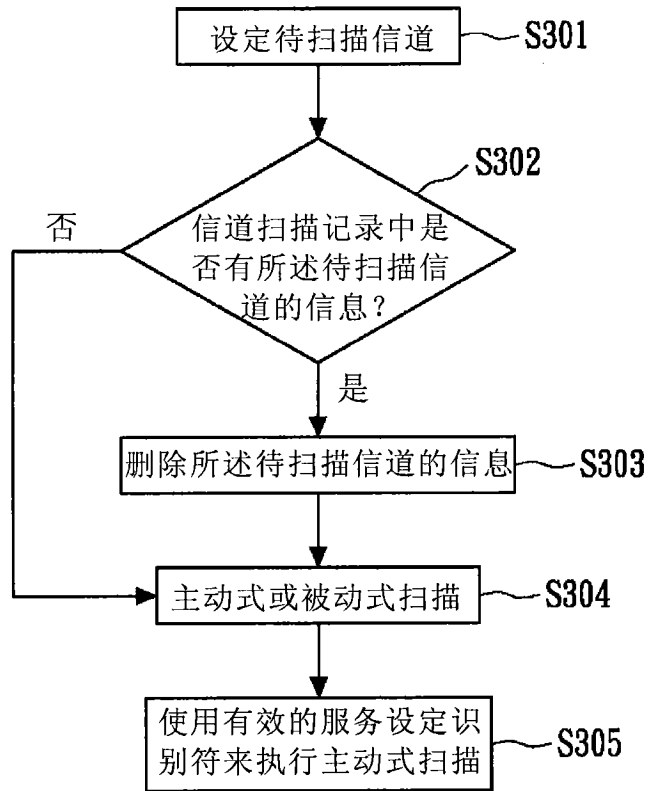 设定待扫描信道
S301
S302
否
信道扫描记录中是
否有所述待扫描信
道的信息？
是
删除所述待扫描信道的信息
S303
主动式或被动式扫描
S304
使用有效的服务设定识
别符来执行主动式扫描
S305